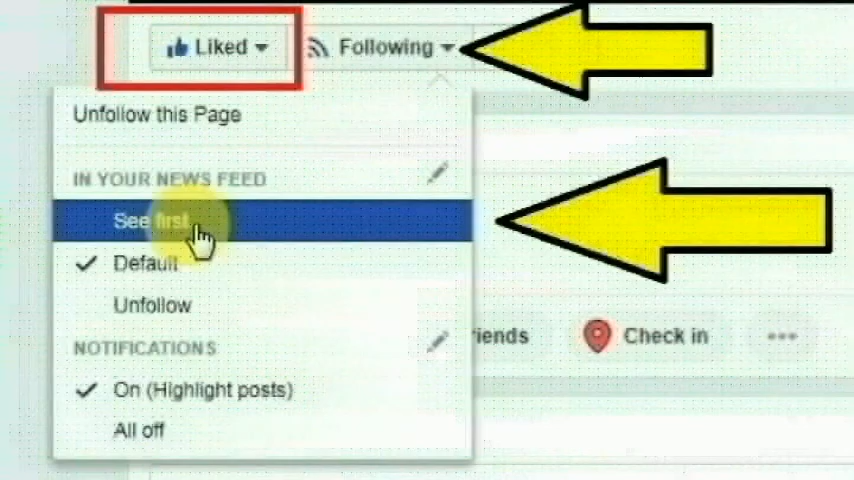 Liked Following
Unfollow this Page
IN YOUR NEWS FEED
See first
Default
Unfollow
NOTIFICATIONS
riends Check in
On (Highlight posts)
All off